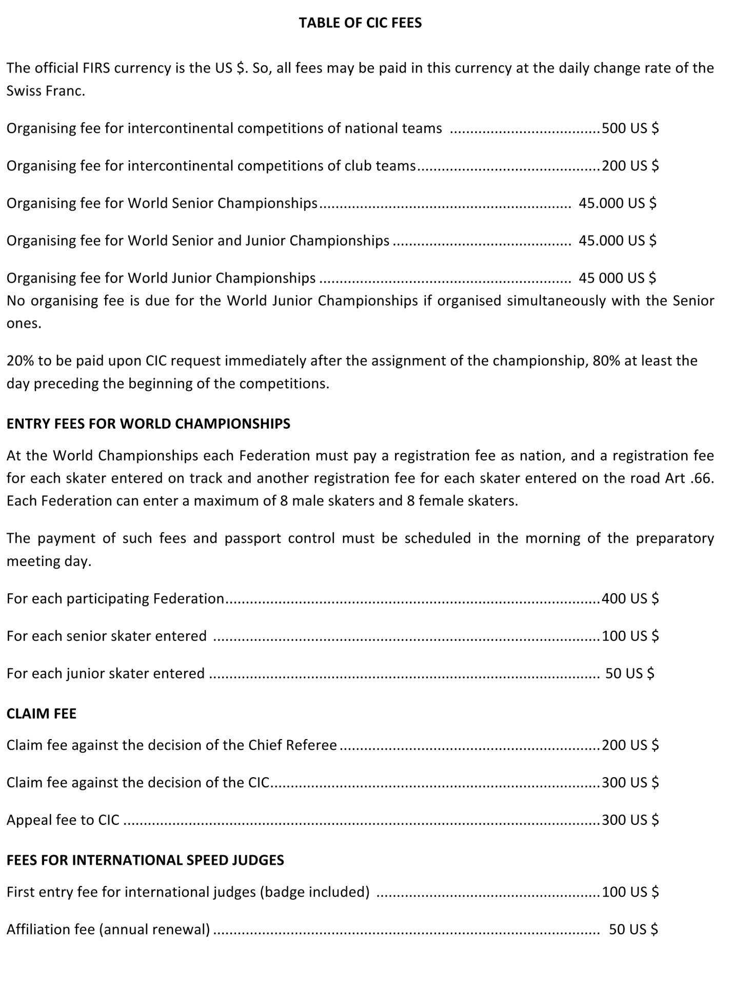 TABLE OF CIC FEES
The official FIRS currency is the US $. So, all fees may be paid in this currency at the daily change rate of the
Swiss Franc.
Organising fee for intercontinental competitions of national teams .....................................500 US $
Organising fee for intercontinental competitions of club teams.............................................200 US $
Organising fee for World Senior Championships.............................................................. 45.000 US $
Organising fee for World Senior and Junior Championships ............................................ 45.000 US $
Organising fee for World Junior Championships .............................................................. 45 000 US $
No organising fee is due for the World Junior Championships if organised simultaneously with the Senior
ones.
20% to be paid upon CIC request immediately after the assignment of the championship, 80% at least the
day preceding the beginning of the competitions.
ENTRY FEES FOR WORLD CHAMPIONSHIPS
At the World Championships each Federation must pay a registration fee as nation, and a registration fee
for each skater entered on track and another registration fee for each skater entered on the road Art .66.
Each Federation can enter a maximum of 8 male skaters and 8 female skaters.
The payment of such fees and passport control must be scheduled in the morning of the preparatory
meeting day.
For each participating Federation............................................................................................400 US $
For each senior skater entered ...............................................................................................100 US $
For each junior skater entered ................................................................................................ 50 US $
CLAIM FEE
Claim fee against the decision of the Chief Referee ................................................................200 US $
Claim fee against the decision of the CIC.................................................................................300 US $
Appeal fee to CIC .....................................................................................................................300 US $
FEES FOR INTERNATIONAL SPEED JUDGES
First entry fee for international judges (badge included) .......................................................100 US $
Affiliation fee (annual renewal) ............................................................................................... 50 US $